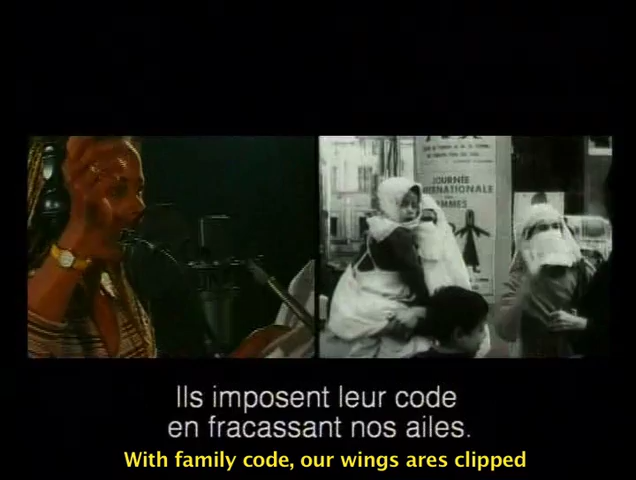 JOURNÉE
INTERNATIONALE
FEMMES
Ils imposent leur code
en fracassant nos ailes.
With family code, our wings ares clipped